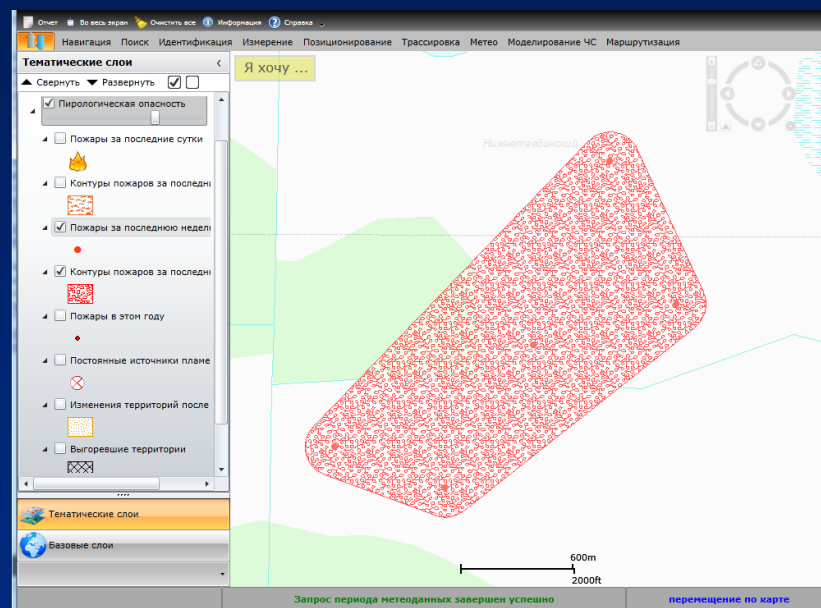 Отчет Во весь экран Очистить все Информация Справка
Навигация Поиск Идентификация Измерение Позиционирование Трассировка Метео Моделирование ЧС Маршрутизация
Тематические слои
Свернуть Развернуть
Пирологическая опасность
Пожары за последние сутки
Контуры пожаров за последни
Пожары за последнюю недел
Контуры пожаров за последн
Пожары в этом году
Постоянные источники пламе
Изменения территорий после
Выгоревшие территории
Тематические слои
Базовые слои
Я хочу ...
Нижнетавдинский
600m
2000ft
Запрос периода метеоданных завершен успешно
перемещение по карте